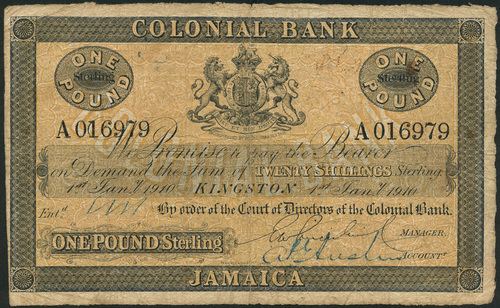 COLONIAL BANK
ONE Sterling POUND
ONE Sterling POUND
A 016979
A 016979
We Promise to pay the Bearer
on Demand the Sum of TWENTY SHILLINGS Sterling.
1st Jany 1910 KINGSTON 1st Jany 1910
Entd
By order of the Court of Directors of the Colonial Bank.
MANAGER.
ONE POUND Sterling
ACCOUNTt
JAMAICA